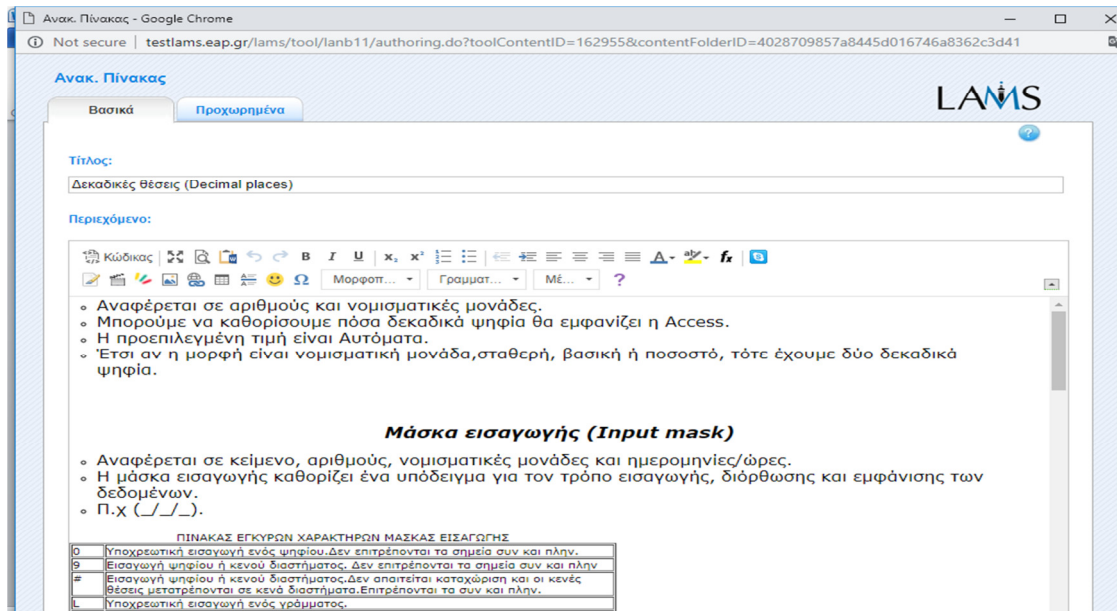 Ανακ. Πίνακας - Google Chrome
Not secure | testlams.eap.gr/lams/tool/lanb11/authoring.do?toolContentID=162955&contentFolderID=4028709857a8445d016746a8362c3d41
Ανακ. Πίνακας
LAMS
Βασικά Προχωρημένα
Τίτλος:
Δεκαδικές θέσεις (Decimal places)
Περιεχόμενο:
Κώδικας
Μορφοπ... Γραμματ... Μέ...
Αναφέρεται σε αριθμούς και νομισματικές μονάδες.
Μπορούμε να καθορίσουμε πόσα δεκαδικά ψηφία θα εμφανίζει η Access.
Η προεπιλεγμένη τιμή είναι Αυτόματα.
Έτσι αν η μορφή είναι νομισματική μονάδα,σταθερή, βασική ή ποσοστό, τότε έχουμε δύο δεκαδικά
ψηφία.
Μάσκα εισαγωγής (Input mask)
Αναφέρεται σε κείμενο, αριθμούς, νομισματικές μονάδες και ημερομηνίες/ώρες.
Η μάσκα εισαγωγής καθορίζει ένα υπόδειγμα για τον τρόπο εισαγωγής, διόρθωσης και εμφάνισης των
δεδομένων.
Π.χ (_/_/_).
ΠΙΝΑΚΑΣ ΕΓΚΥΡΩΝ ΧΑΡΑΚΤΗΡΩΝ ΜΑΣΚΑΣ ΕΙΣΑΓΩΓΗΣ
0 Υποχρεωτική εισαγωγή ενός ψηφίου.Δεν επιτρέπονται τα σημεία συν και πλην.
9 Εισαγωγή ψηφίου ή κενού διαστήματος. Δεν επιτρέπονται τα σημεία συν και πλην
# Εισαγωγή ψηφίου ή κενού διαστήματος.Δεν απαιτείται καταχώριση και οι κενές
θέσεις μετατρέπονται σε κενά διαστήματα.Επιτρέπονται τα συν και πλην.
L Υποχρεωτική εισαγωγή ενός γράμματος.